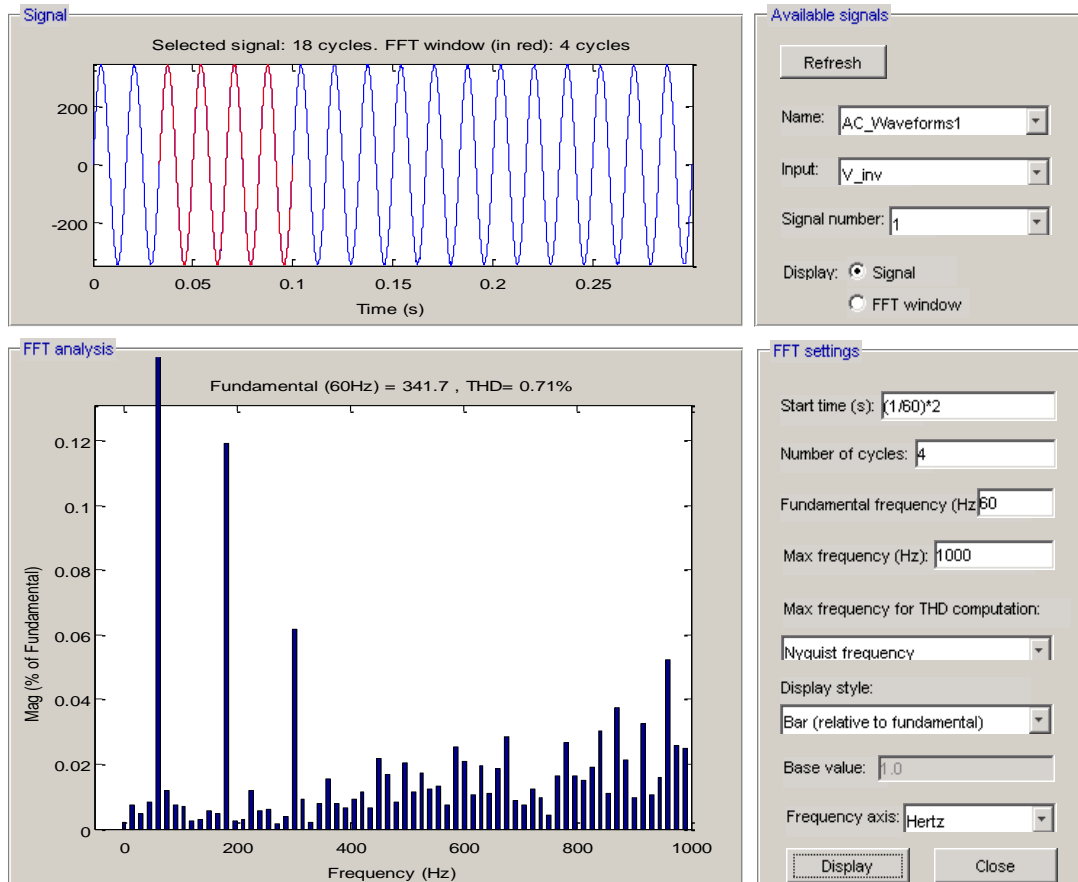 Signal
Selected signal: 18 cycles. FFT window (in red): 4 cycles
200
0
-200
0
0.05
0.1
0.15
0.2
0.25
Time (s)
Available signals
Refresh
Name: AC_Waveforms1
Input: V_inv
Signal number: 1
Display: Signal
FFT window
FFT analysis
Fundamental (60Hz) = 341.7 , THD= 0.71%
0.12
0.1
0.08
0.06
0.04
0.02
0
Mag (% of Fundamental)
0
200
400
600
800
1000
Frequency (Hz)
FFT settings
Start time (s): (1/60)*2
Number of cycles: 4
Fundamental frequency (Hz 60
Max frequency (Hz): 1000
Max frequency for THD computation:
Nyquist frequency
Display style:
Bar (relative to fundamental)
Base value: 1.0
Frequency axis: Hertz
Display
Close